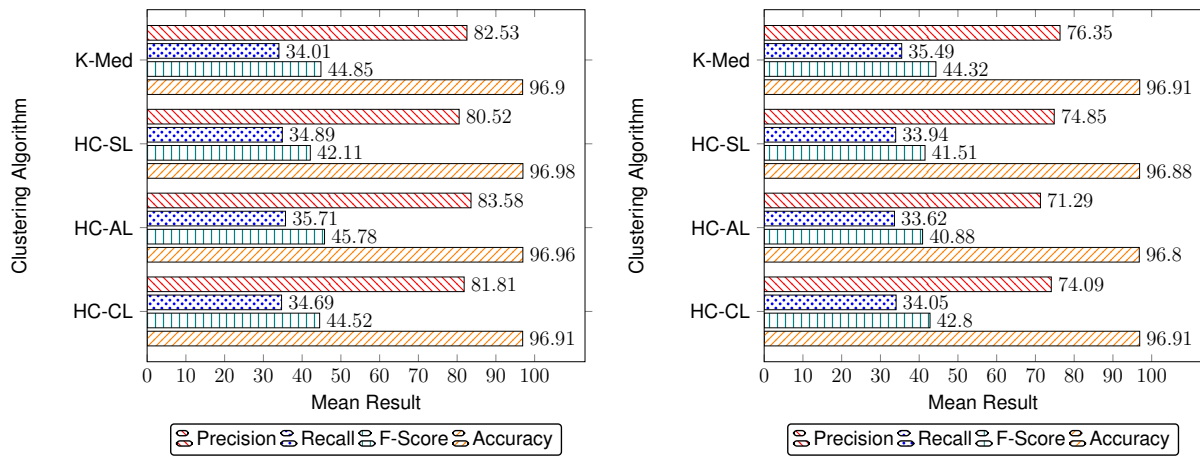 Clustering Algorithm
K-Med
82.53
34.01
44.85
96.9
HC-SL
80.52
34.89
42.11
96.98
HC-AL
83.58
35.71
45.78
96.96
HC-CL
81.81
34.69
44.52
96.91
0 10 20 30 40 50 60 70 80 90 100
Mean Result
Precision Recall F-Score Accuracy
Clustering Algorithm
K-Med
76.35
35.49
44.32
96.91
HC-SL
74.85
33.94
41.51
96.88
HC-AL
71.29
33.62
40.88
96.8
HC-CL
74.09
34.05
42.8
96.91
0 10 20 30 40 50 60 70 80 90 100
Mean Result
Precision Recall F-Score Accuracy